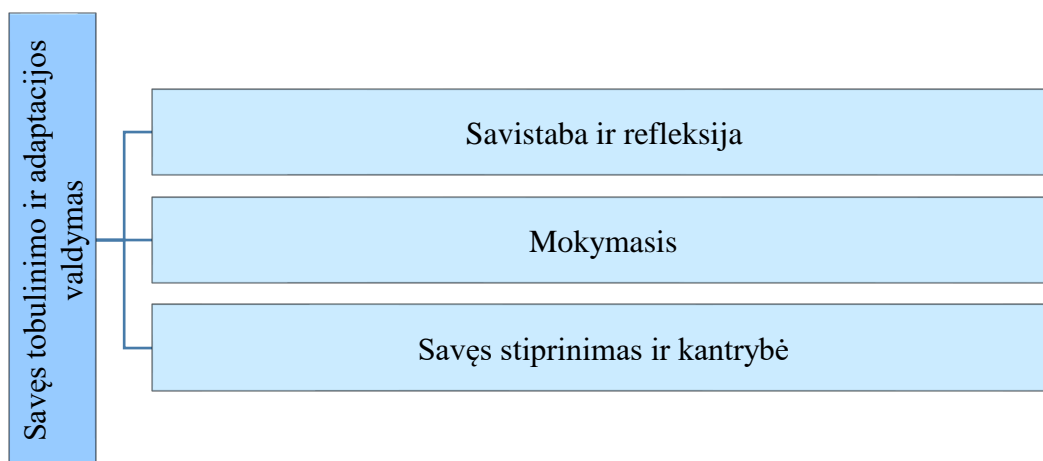 Savęs tobulinimo ir adaptacijos
valdymas
Savistaba ir refleksija
Mokymasis
Savęs stiprinimas ir kantrybė